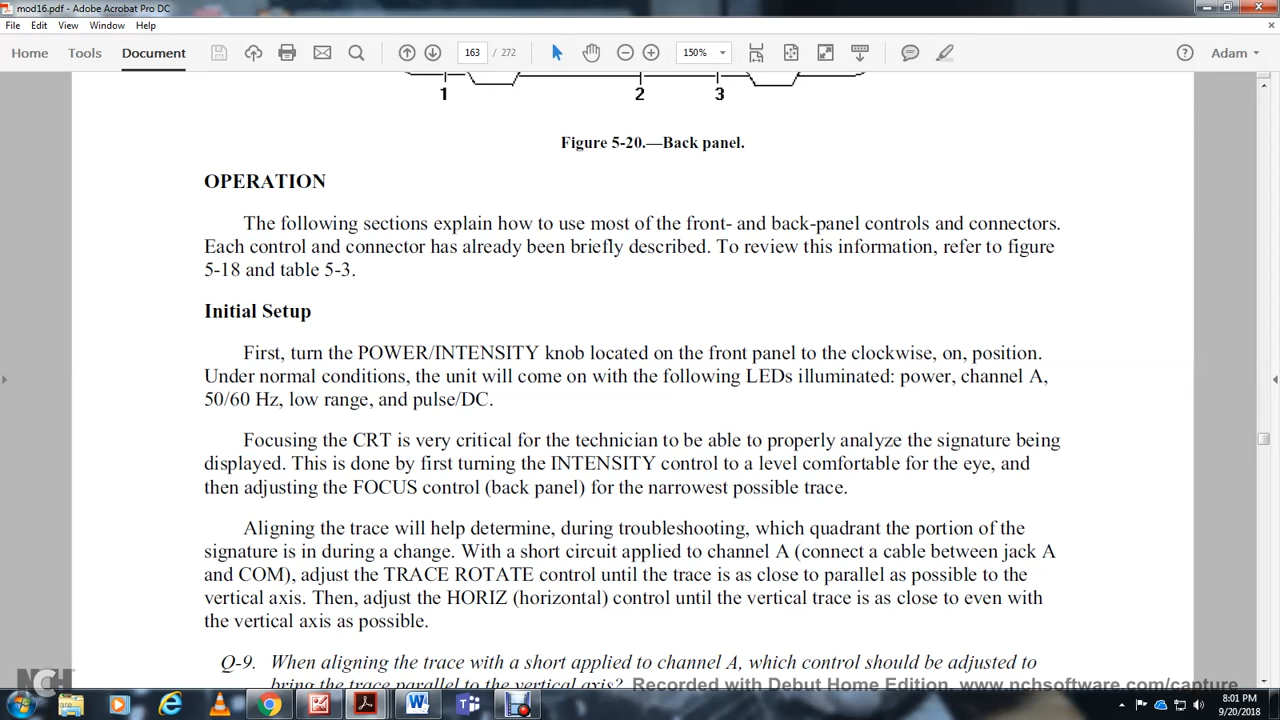 mod16.pdf - Adobe Acrobat Pro DC
File Edit View Window Help
Home Tools Document 163 / 272 150% Adam
1 2 3
Figure 5-20.—Back panel.
OPERATION
The following sections explain how to use most of the front- and back-panel controls and connectors.
Each control and connector has already been briefly described. To review this information, refer to figure
5-18 and table 5-3.
Initial Setup
First, turn the POWER/INTENSITY knob located on the front panel to the clockwise, on, position.
Under normal conditions, the unit will come on with the following LEDs illuminated: power, channel A,
50/60 Hz, low range, and pulse/DC.
Focusing the CRT is very critical for the technician to be able to properly analyze the signature being
displayed. This is done by first turning the INTENSITY control to a level comfortable for the eye, and
then adjusting the FOCUS control (back panel) for the narrowest possible trace.
Aligning the trace will help determine, during troubleshooting, which quadrant the portion of the
signature is in during a change. With a short circuit applied to channel A (connect a cable between jack A
and COM), adjust the TRACE ROTATE control until the trace is as close to parallel as possible to the
vertical axis. Then, adjust the HORIZ (horizontal) control until the vertical trace is as close to even with
the vertical axis as possible.
Q-9. When aligning the trace with a short applied to channel A, which control should be adjusted to
bring the trace parallel to the vertical axis?
Recorded with Debut Home Edition. www.nchsoftware.com/capture
NCH
8:01 PM
9/20/2018